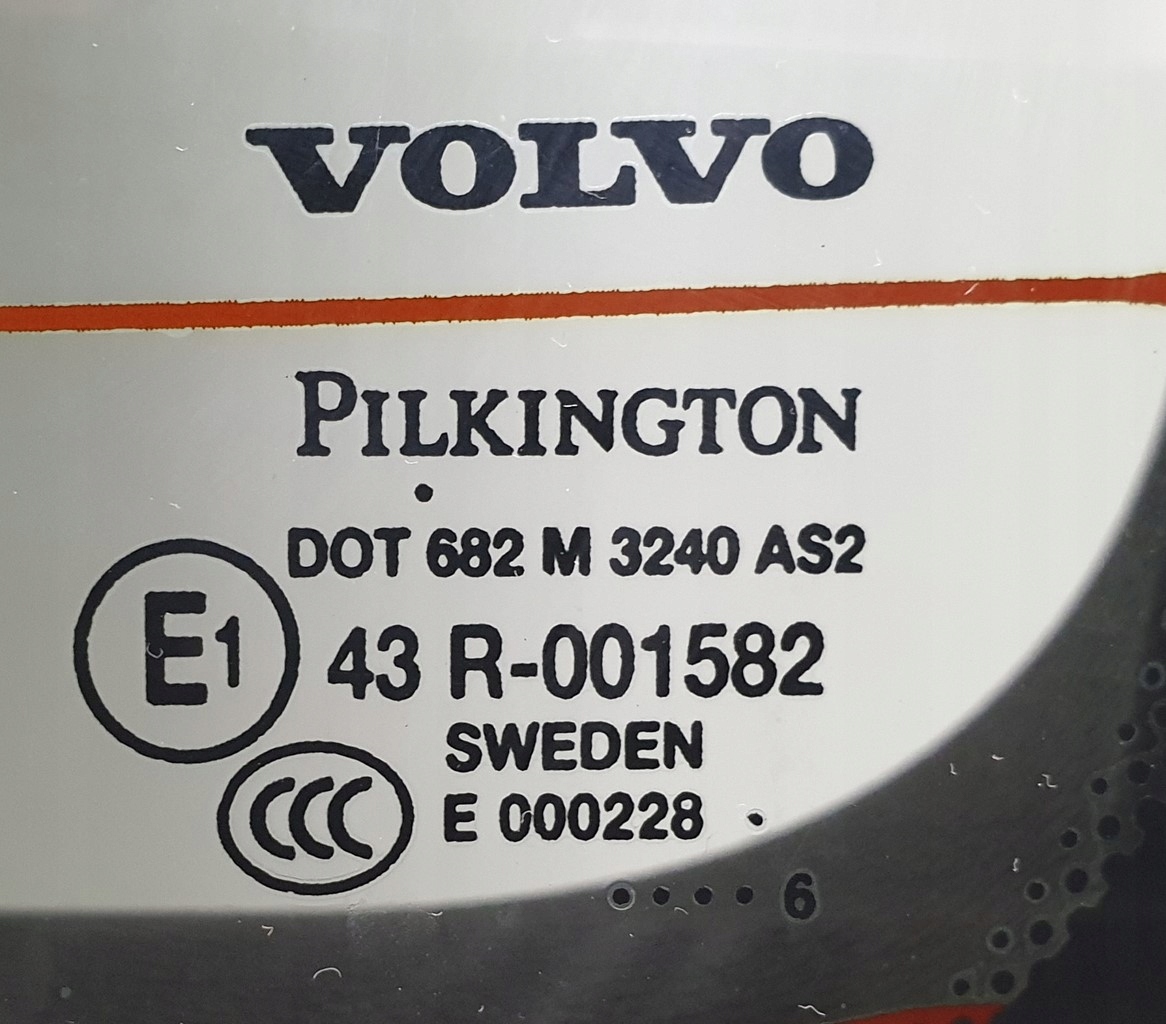 VOLVO
PILKINGTON
DOT 682 M 3240 AS2
E1 43 R-001582
SWEDEN
CCC E 000228
6